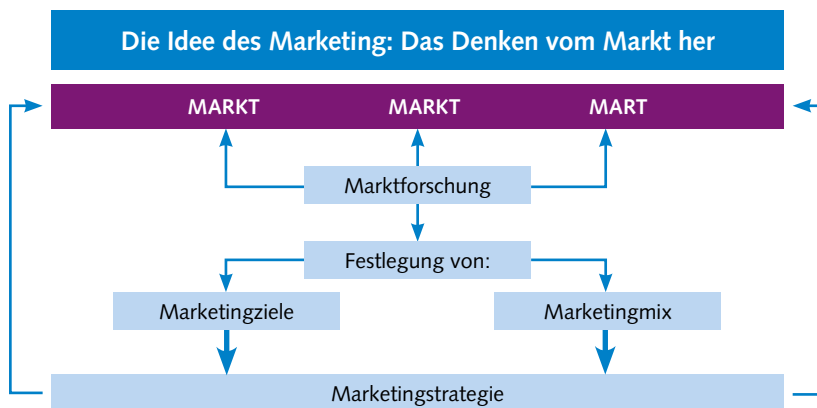 Die Idee des Marketing: Das Denken vom Markt her
MARKT MARKT MART
Marktforschung
Festlegung von:
Marketingziele Marketingmix
Marketingstrategie